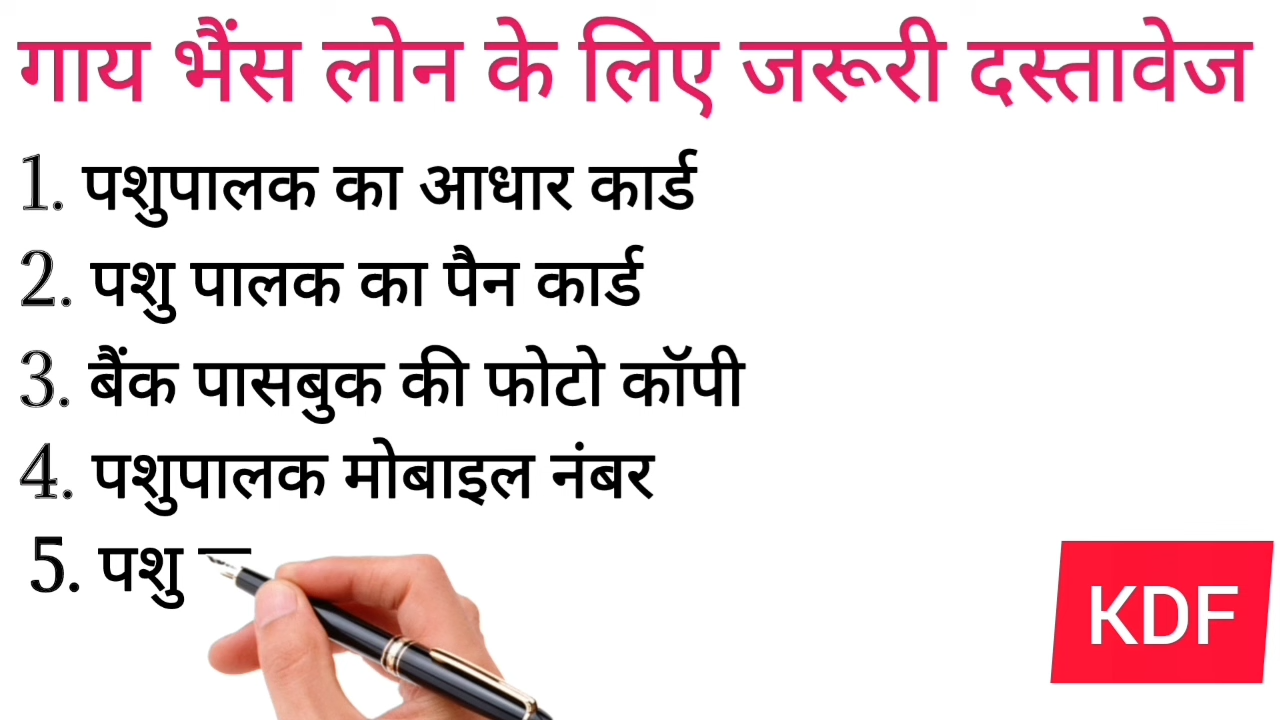 गाय भैंस लोन के लिए जरूरी दस्तावेज
1. पशुपालक का आधार कार्ड
2. पशु पालक का पैन कार्ड
3. बैंक पासबुक की फोटो कॉपी
4. पशुपालक मोबाइल नंबर
5. पशु
KDF